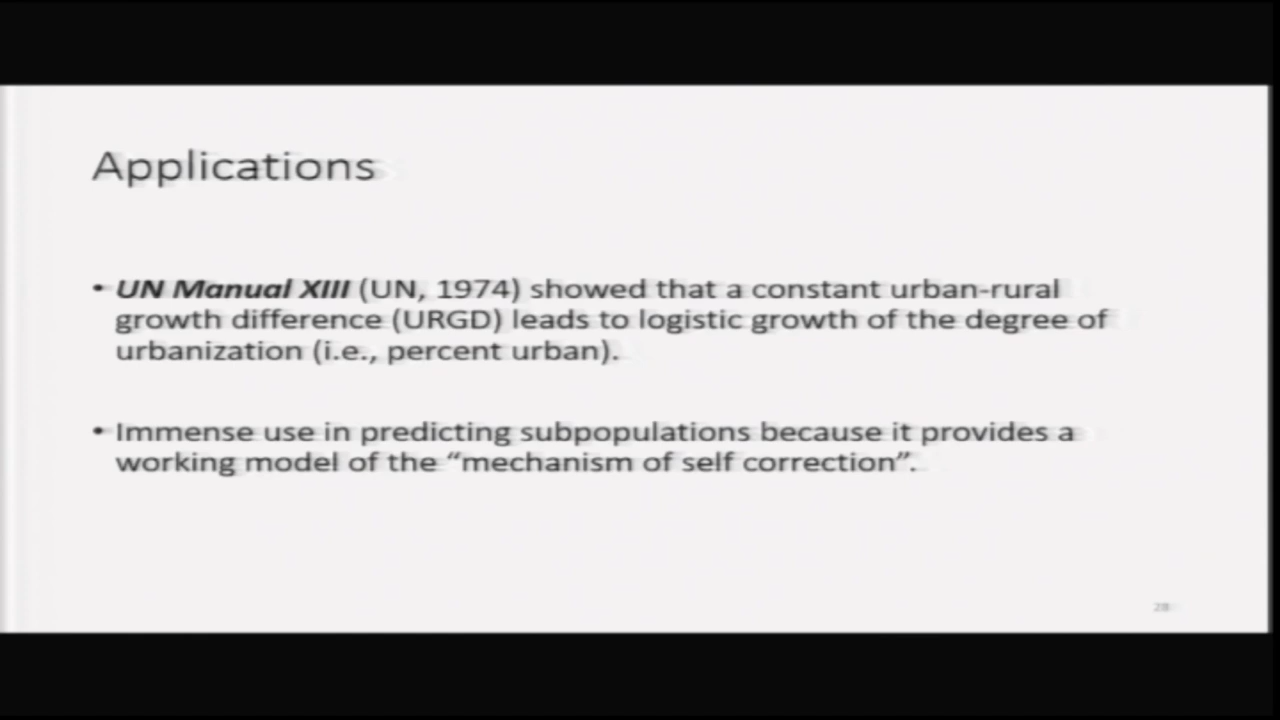 Applications
• UN Manual XIII (UN, 1974) showed that a constant urban-rural
growth difference (URGD) leads to logistic growth of the degree of
urbanization (i.e., percent urban).
• Immense use in predicting subpopulations because it provides a
working model of the “mechanism of self correction”.
28